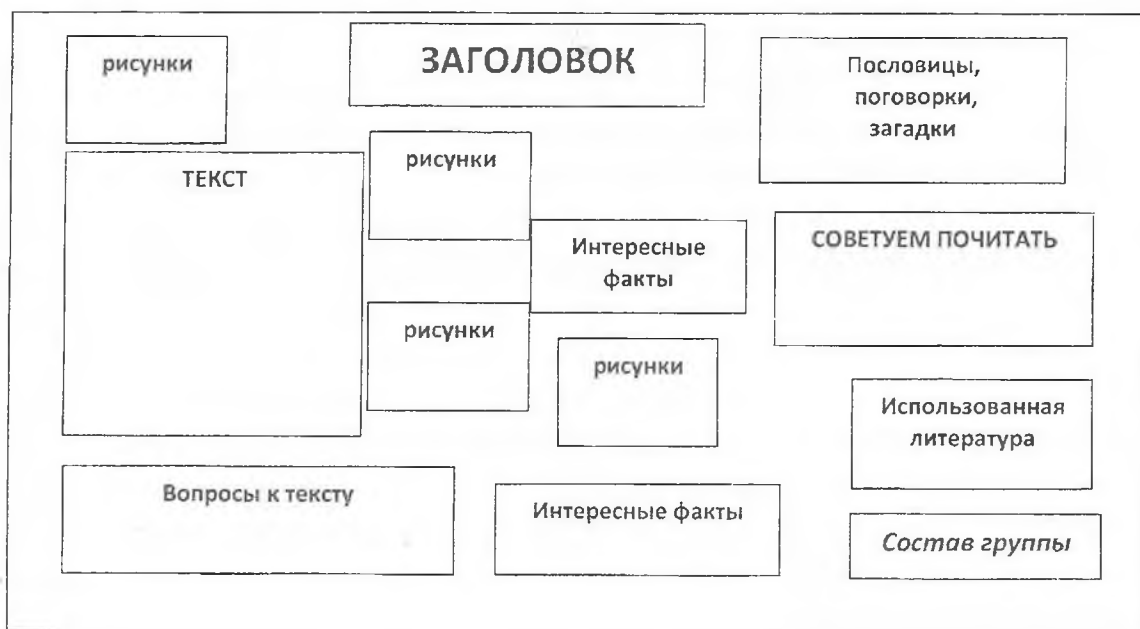 рисунки
ЗАГОЛОВОК
Пословицы,
поговорки,
загадки
ТЕКСТ
рисунки
Интересные
факты
СОВЕТУЕМ ПОЧИТАТЬ
рисунки
рисунки
Использованная
литература
Вопросы к тексту
Интересные факты
Состав группы